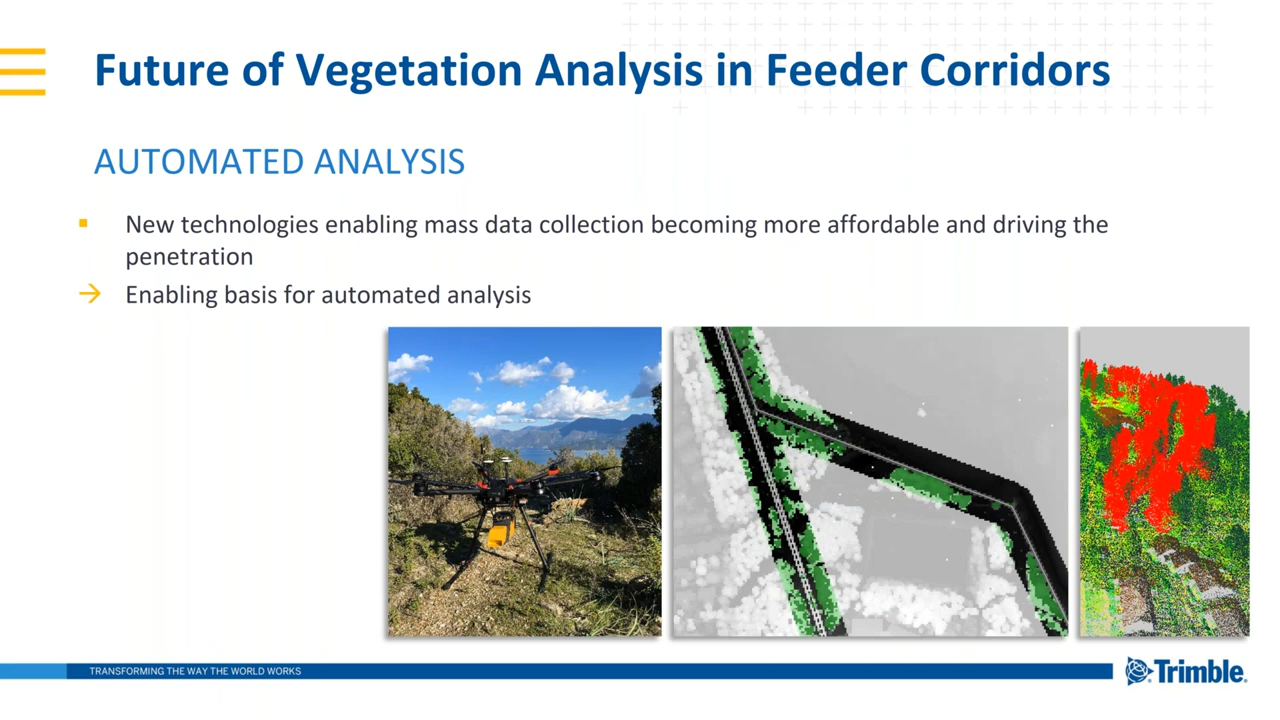 Future of Vegetation Analysis in Feeder Corridors
AUTOMATED ANALYSIS
▪ New technologies enabling mass data collection becoming more affordable and driving the
penetration
→ Enabling basis for automated analysis
TRANSFORMING THE WAY THE WORLD WORKS
Trimble.